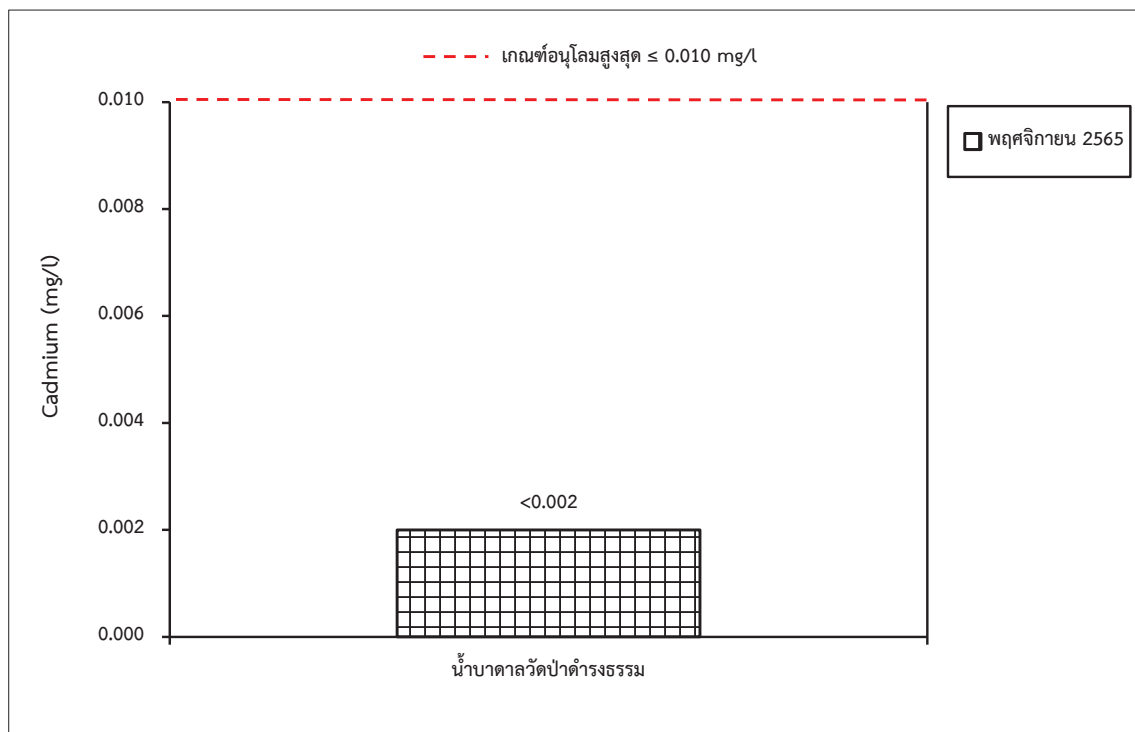 เกณฑ์อนุโลมสูงสุด ≤ 0.010 mg/l
0.010
0.008
0.006
0.004
0.002
0.000
Cadmium (mg/l)
<0.002
น้ำบาดาลวัดป่าดำรงธรรม
พฤศจิกายน 2565